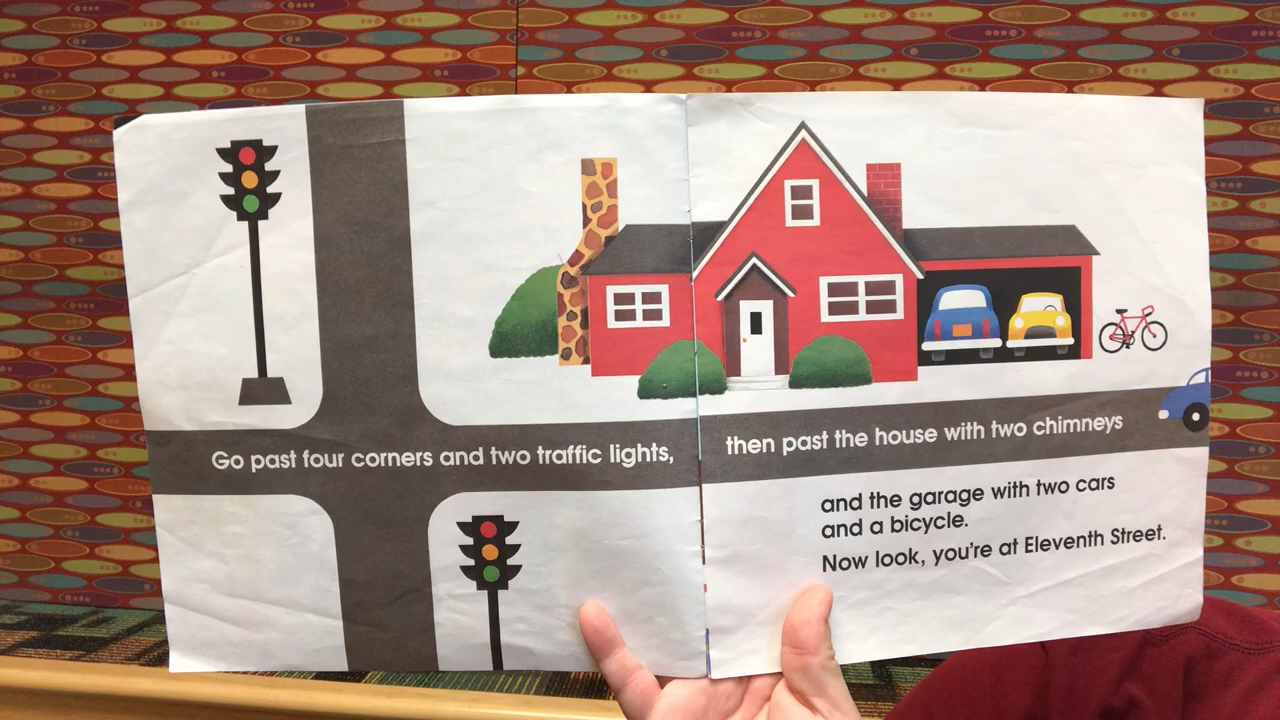 Go past four corners and two traffic lights,
then past the house with two chimneys
and the garage with two cars
and a bicycle.
Now look, you're at Eleventh Street.